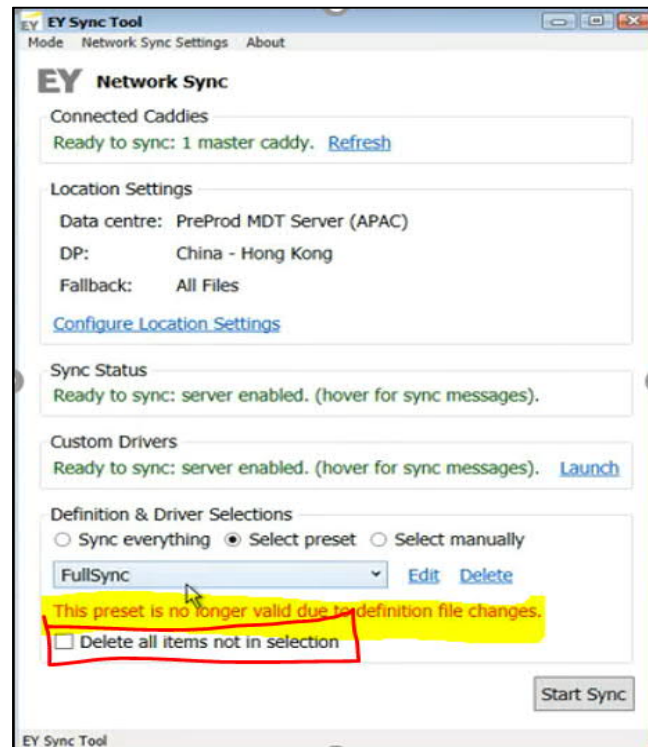 EY EY Sync Tool
Mode Network Sync Settings About
EY Network Sync
Connected Caddies
Ready to sync: 1 master caddy. Refresh
Location Settings
Data centre: PreProd MDT Server (APAC)
DP: China - Hong Kong
Fallback: All Files
Configure Location Settings
Sync Status
Ready to sync: server enabled. (hover for sync messages).
Custom Drivers
Ready to sync: server enabled. (hover for sync messages). Launch
Definition & Driver Selections
Sync everything Select preset Select manually
FullSync Edit Delete
This preset is no longer valid due to definition file changes.
Delete all items not in selection
Start Sync
EY Sync Tool